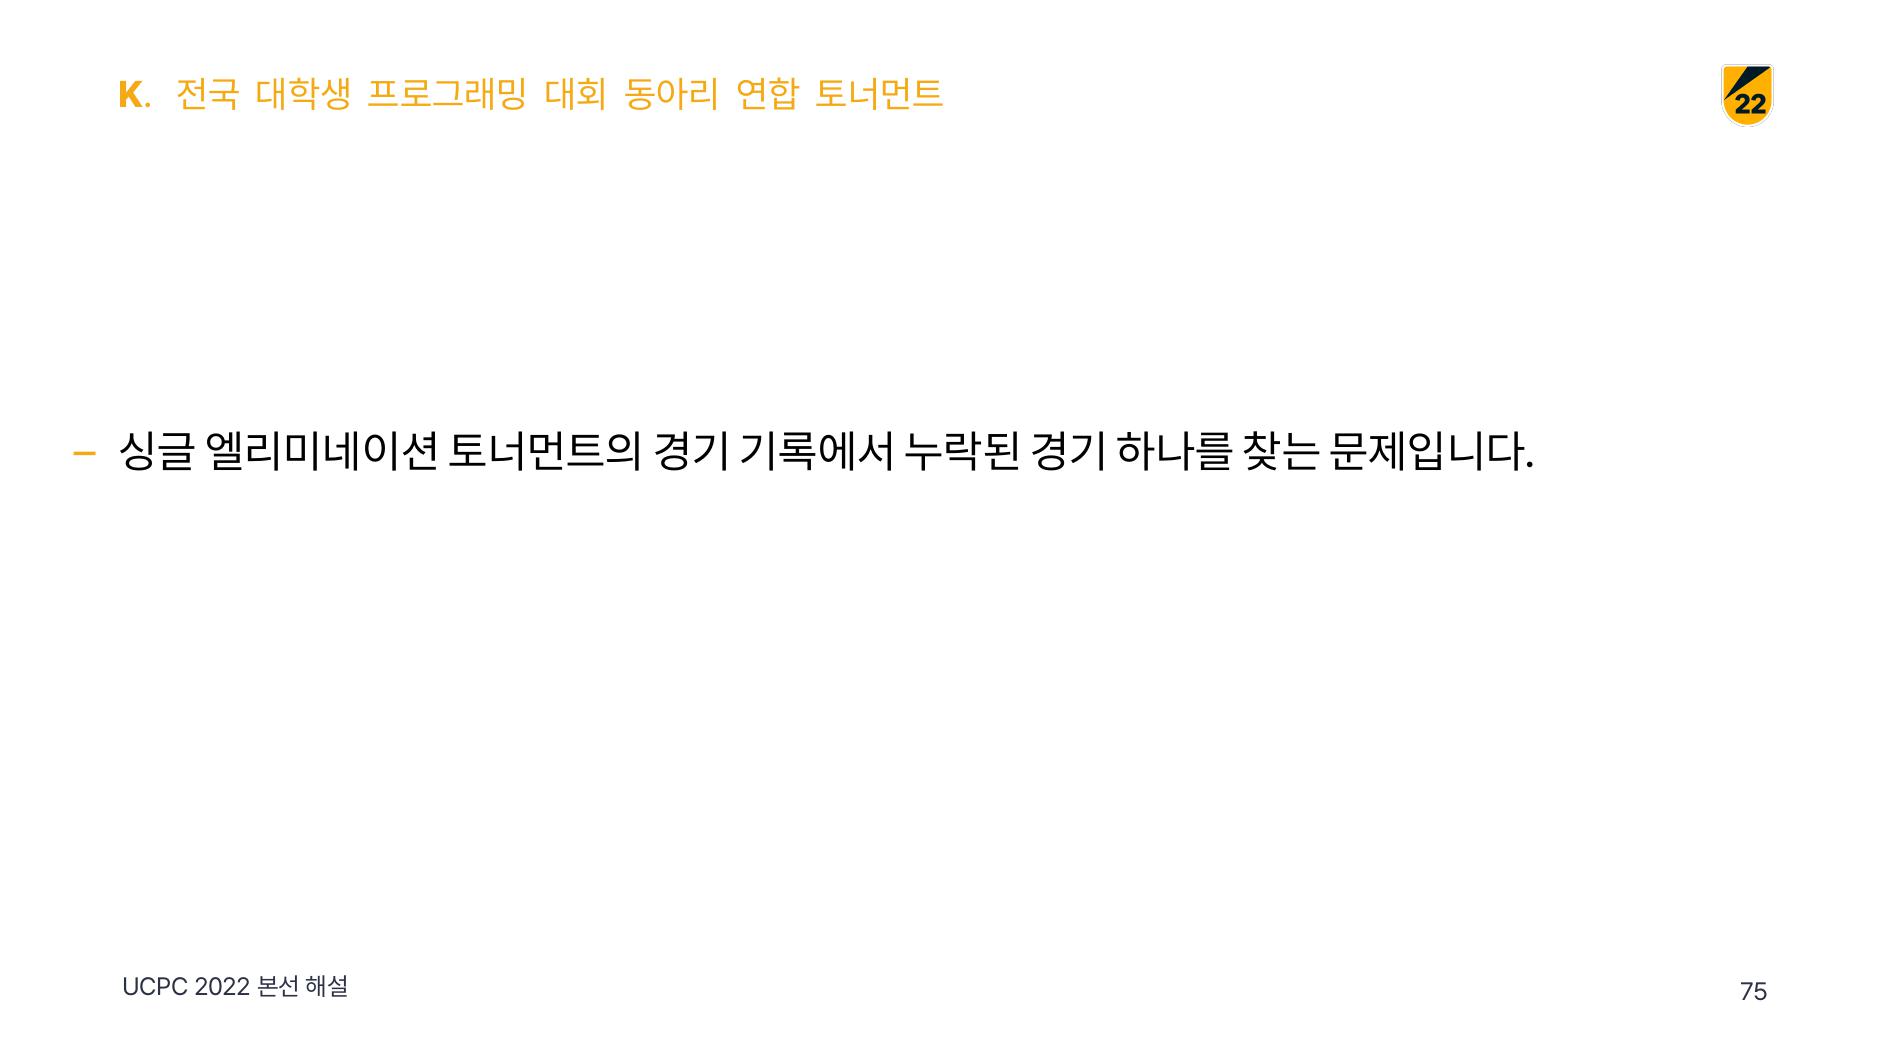 K. 전국 대학생 프로그래밍 대회 동아리 연합 토너먼트
22
– 싱글 엘리미네이션 토너먼트의 경기 기록에서 누락된 경기 하나를 찾는 문제입니다.
UCPC 2022 본선 해설
75